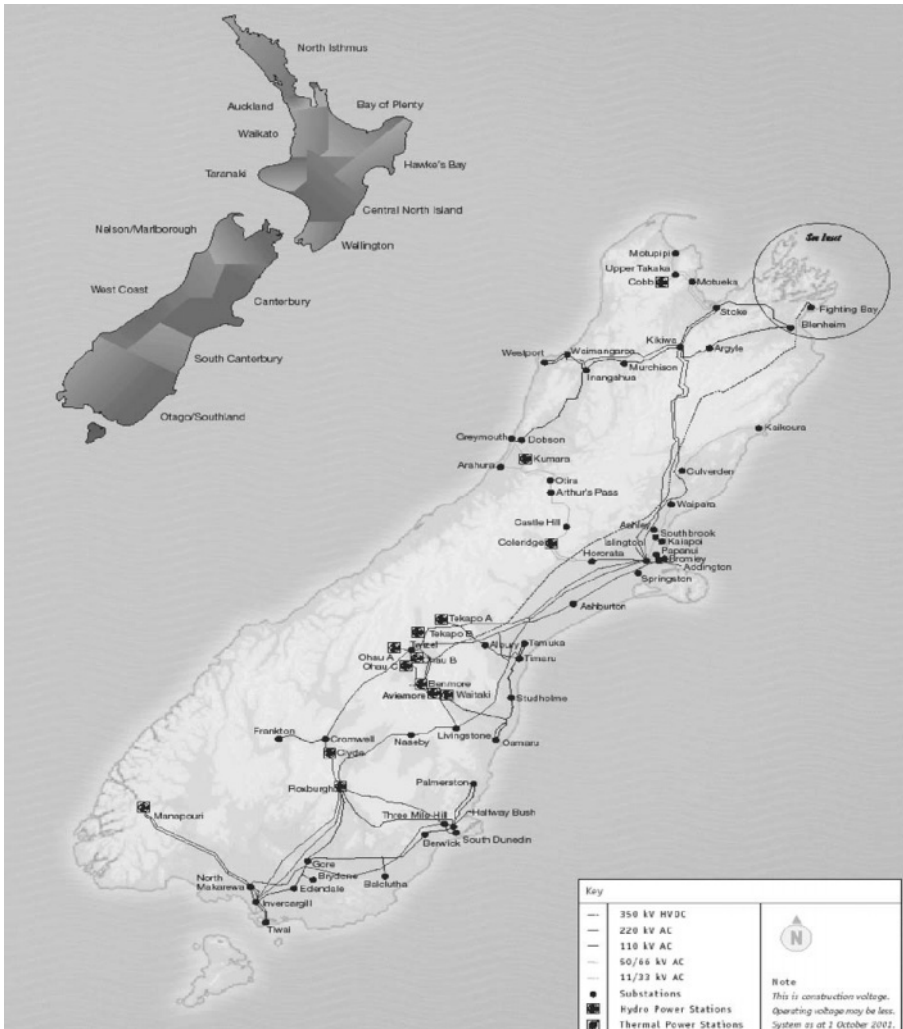 North Isthmus
Auckland
Bay of Plenty
Waikato
Taranaki
Hawke's Bay
Central North Island
Nelson/Marlborough
Wellington
West Coast
Canterbury
South Canterbury
Otago/Southland
See Inset
Motupipi
Upper Takaka
Cobb
Motueka
Stoke
Fighting Bay
Blenheim
Kikiwa
Argyle
Westport
Waimangaroa
Inangahua
Murchison
Kaikoura
Greymouth
Dobson
Kumara
Arahura
Culverden
Otira
Arthur's Pass
Waipara
Castle Hill
Ashley
Southbrook
Islington
Kaiapoi
Coleridge
Papanui
Hororata
Bromley
Addington
Springston
Ashburton
Tekapo A
Tekapo B
Twizel
Albury
Temuka
Ohau A
Ohau B
Timaru
Ohau C
Benmore
Aviemore
Waitaki
Studholme
Frankton
Cromwell
Naseby
Livingstone
Oamaru
Clyde
Roxburgh
Palmerston
Manapouri
Three Mile Hill
Halfway Bush
South Dunedin
Berwick
Gore
North
Makarewa
Brydone
Edendale
Balclutha
Invercargill
Tiwai
Key
350 kV HVDC
220 kV AC
110 kV AC
50/66 kV AC
11/33 kV AC
Substations
Hydro Power Stations
Thermal Power Stations
N
Note
This is construction voltage.
Operating voltage may be less.
System as at 1 October 2001.